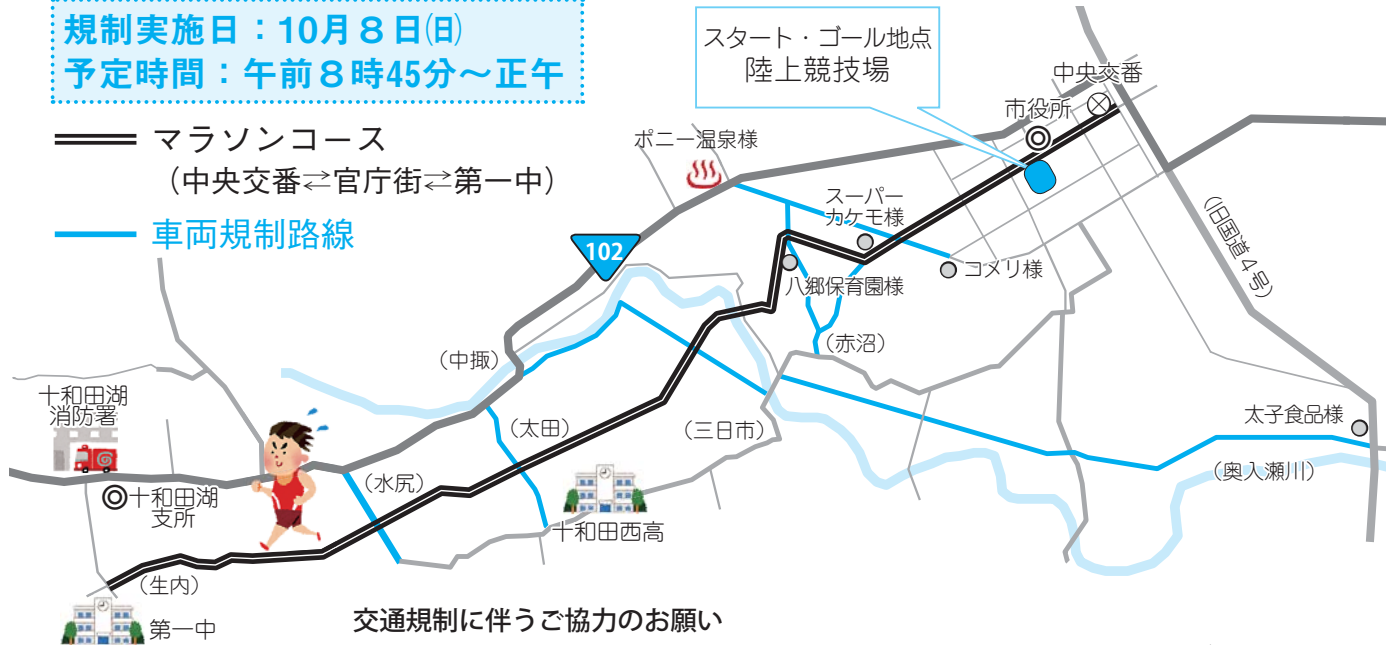 規制実施日：10月８日㈰
予定時間：午前８時45分～正午
マラソンコース
（中央交番⇄官庁街⇄第一中）
車両規制路線
スタート・ゴール地点
陸上競技場
中央交番
市役所
ポニー温泉様
スーパー
カケモ様
102
コメリ様
八郷保育園様
（旧国道４号）
（赤沼）
（中掫）
十和田湖
消防署
（太田）
（三日市）
太子食品様
（水尻）
（奥入瀬川）
十和田湖
支所
十和田西高
（生内）
第一中
交通規制に伴うご協力のお願い